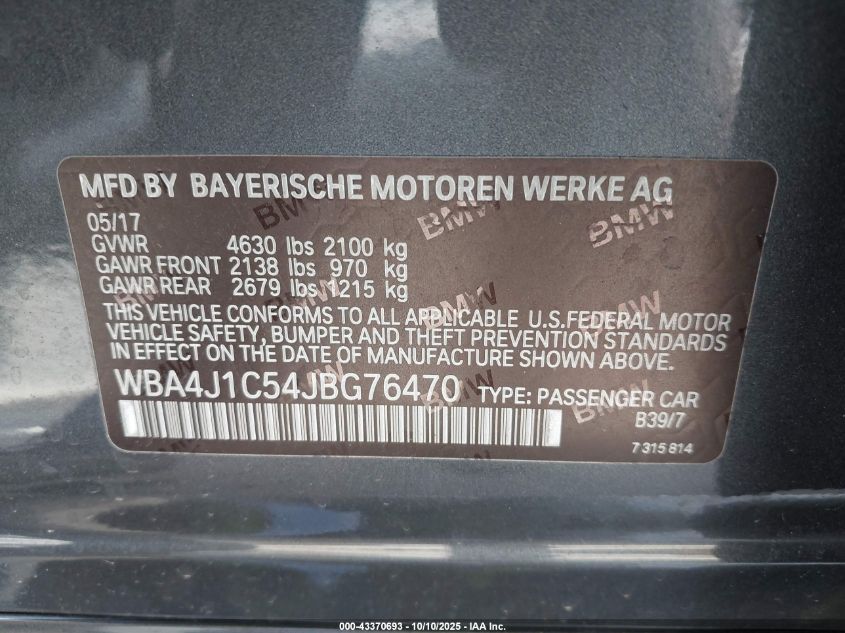 MFD BY BAYERISCHE MOTOREN WERKE AG
05/17
GVWR 4630 lbs 2100 kg
GAWR FRONT 2138 lbs 970 kg
GAWR REAR 2679 lbs 1215 kg
THIS VEHICLE CONFORMS TO ALL APPLICABLE U.S.FEDERAL MOTOR
VEHICLE SAFETY, BUMPER AND THEFT PREVENTION STANDARDS
IN EFFECT ON THE DATE OF MANUFACTURE SHOWN ABOVE.
WBA4J1C54JBG76470 TYPE: PASSENGER CAR
B39/7
7315814
000-43370693 - 10/10/2025 - IAA Inc.